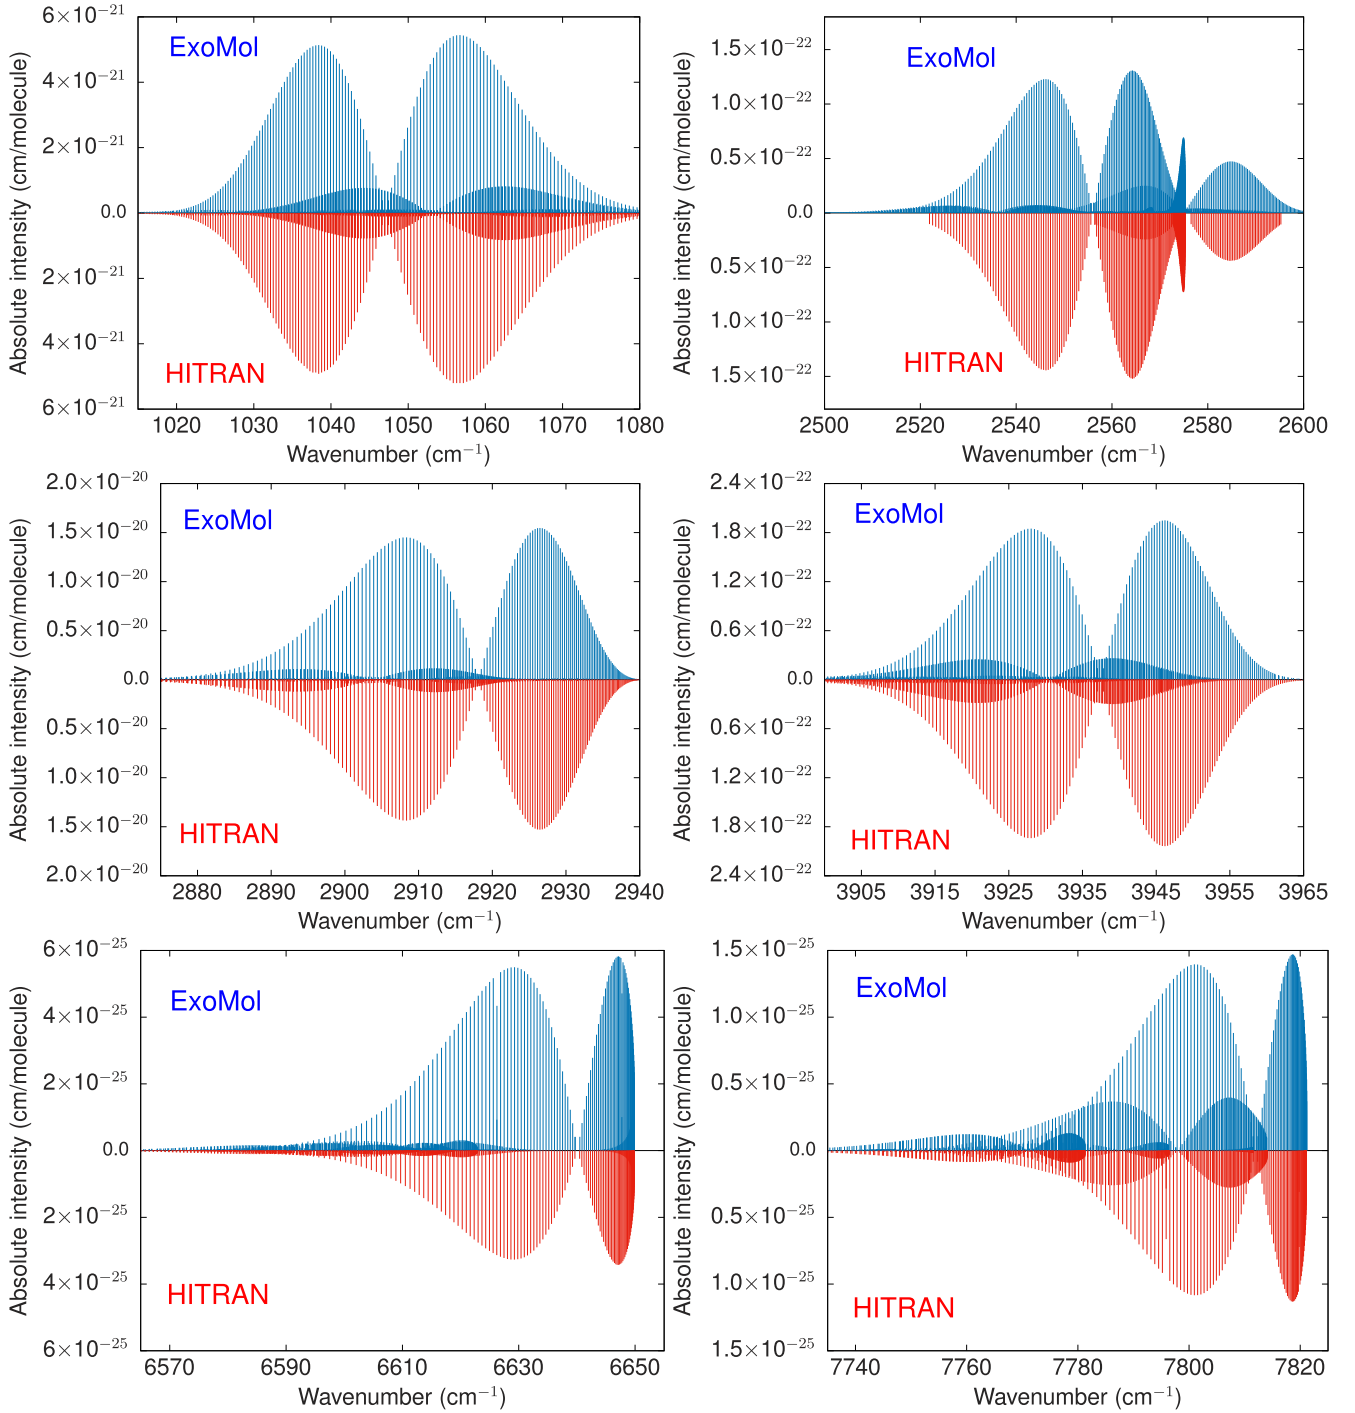 Absolute intensity (cm/molecule)
6×10⁻²¹
4×10⁻²¹
2×10⁻²¹
0.0
2×10⁻²¹
4×10⁻²¹
6×10⁻²¹
ExoMol
HITRAN
1020 1030 1040 1050 1060 1070 1080
Wavenumber (cm⁻¹)
Absolute intensity (cm/molecule)
1.5×10⁻²²
1.0×10⁻²²
0.5×10⁻²²
0.0
0.5×10⁻²²
1.0×10⁻²²
1.5×10⁻²²
ExoMol
HITRAN
2500 2520 2540 2560 2580 2600
Wavenumber (cm⁻¹)
Absolute intensity (cm/molecule)
2.0×10⁻²⁰
1.5×10⁻²⁰
1.0×10⁻²⁰
0.5×10⁻²⁰
0.0
0.5×10⁻²⁰
1.0×10⁻²⁰
1.5×10⁻²⁰
2.0×10⁻²⁰
ExoMol
HITRAN
2880 2890 2900 2910 2920 2930 2940
Wavenumber (cm⁻¹)
Absolute intensity (cm/molecule)
2.4×10⁻²²
1.8×10⁻²²
1.2×10⁻²²
0.6×10⁻²²
0.0
0.6×10⁻²²
1.2×10⁻²²
1.8×10⁻²²
2.4×10⁻²²
ExoMol
HITRAN
3905 3915 3925 3935 3945 3955 3965
Wavenumber (cm⁻¹)
Absolute intensity (cm/molecule)
6×10⁻²⁵
4×10⁻²⁵
2×10⁻²⁵
0.0
2×10⁻²⁵
4×10⁻²⁵
6×10⁻²⁵
ExoMol
HITRAN
6570 6590 6610 6630 6650
Wavenumber (cm⁻¹)
Absolute intensity (cm/molecule)
1.5×10⁻²⁵
1.0×10⁻²⁵
0.5×10⁻²⁵
0.0
0.5×10⁻²⁵
1.0×10⁻²⁵
1.5×10⁻²⁵
ExoMol
HITRAN
7740 7760 7780 7800 7820
Wavenumber (cm⁻¹)